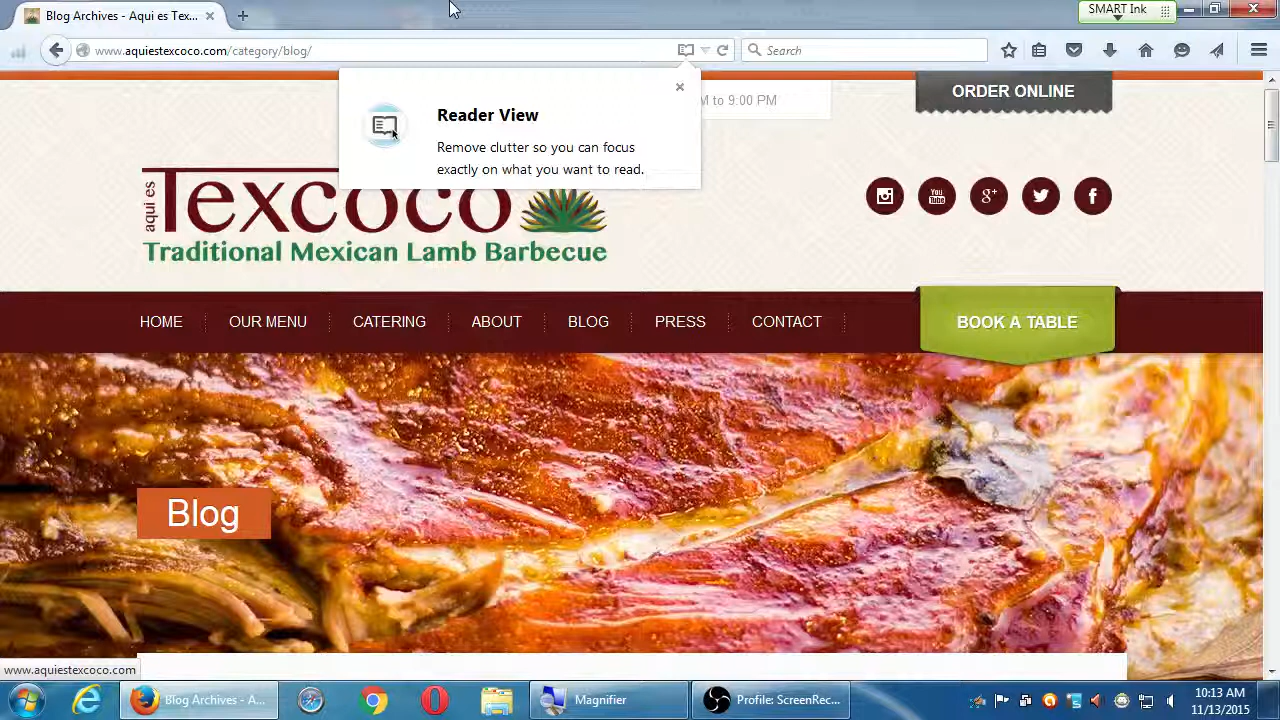 Blog Archives - Aqui es Tex...
SMART Ink
www.aquiestexcoco.com/category/blog/
Search
Reader View
Remove clutter so you can focus
exactly on what you want to read.
M to 9:00 PM
ORDER ONLINE
aqui es
Texcoco
Traditional Mexican Lamb Barbecue
You
Tube
g+
f
HOME
OUR MENU
CATERING
ABOUT
BLOG
PRESS
CONTACT
BOOK A TABLE
Blog
www.aquiestexcoco.com
Blog Archives - A...
Magnifier
Profile: ScreenRec...
10:13 AM
11/13/2015